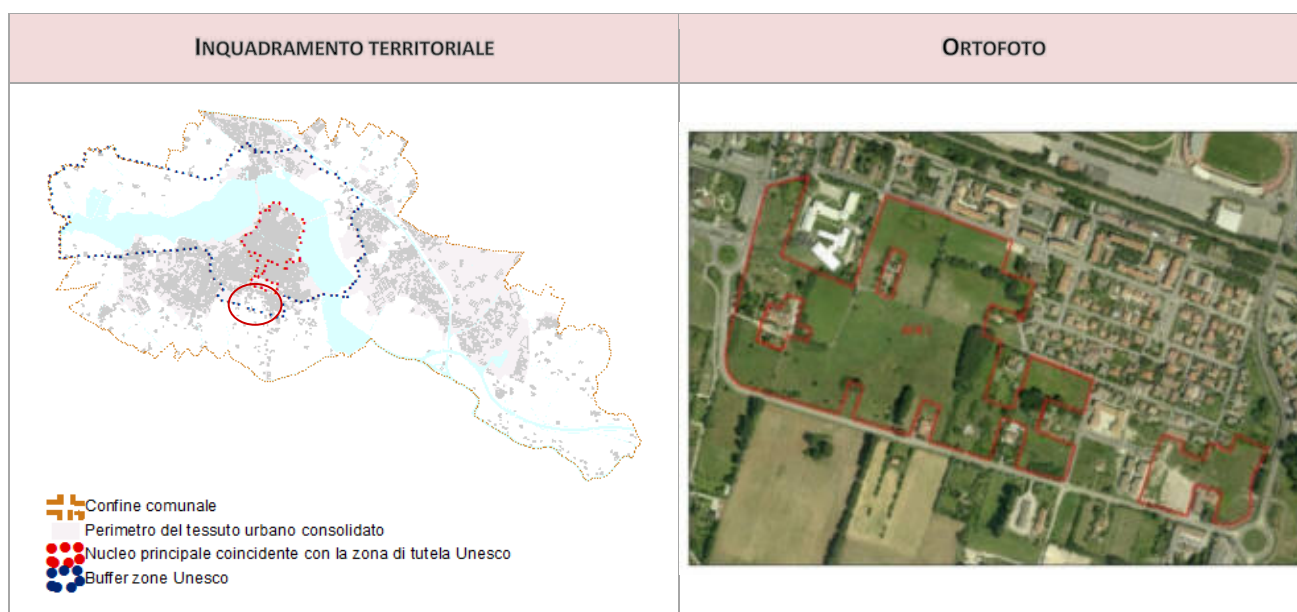 INQUADRAMENTO TERRITORIALE
ORTOFOTO
Confine comunale
Perimetro del tessuto urbano consolidato
Nucleo principale coincidente con la zona di tutela Unesco
Buffer zone Unesco